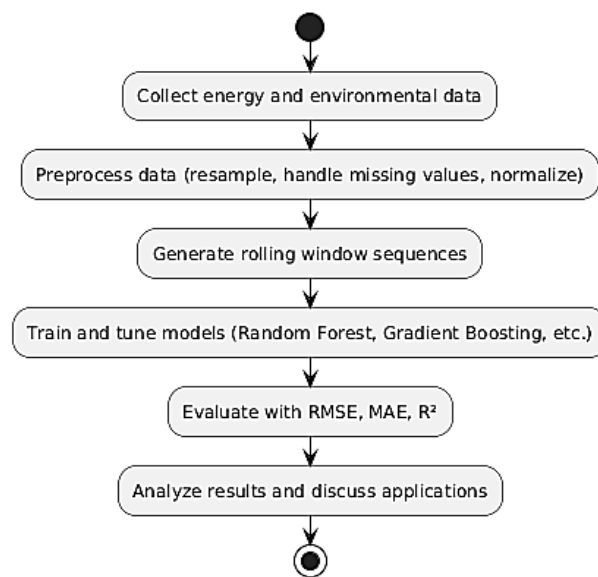 Collect energy and environmental data
Preprocess data (resample, handle missing values, normalize)
Generate rolling window sequences
Train and tune models (Random Forest, Gradient Boosting, etc.)
Evaluate with RMSE, MAE, R²
Analyze results and discuss applications